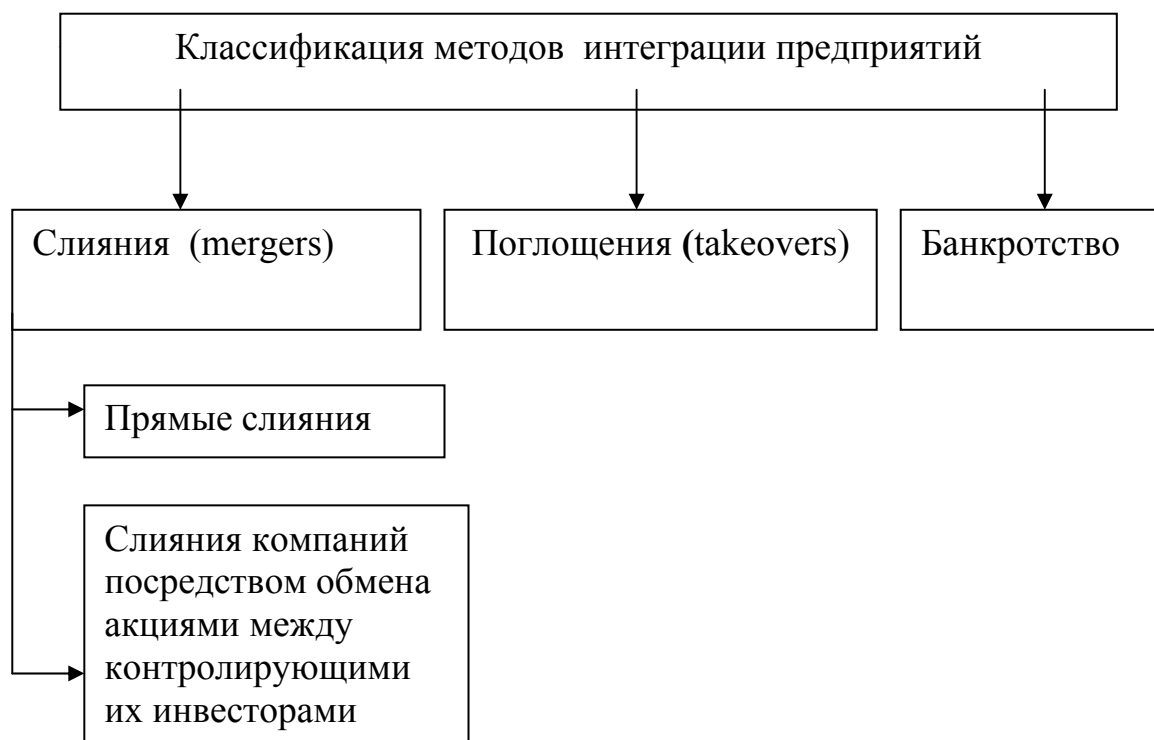 Классификация методов интеграции предприятий
Слияния (mergers)
Поглощения (takeovers)
Банкротство
Прямые слияния
Слияния компаний
посредством обмена
акциями между
контролирующими
их инвесторами